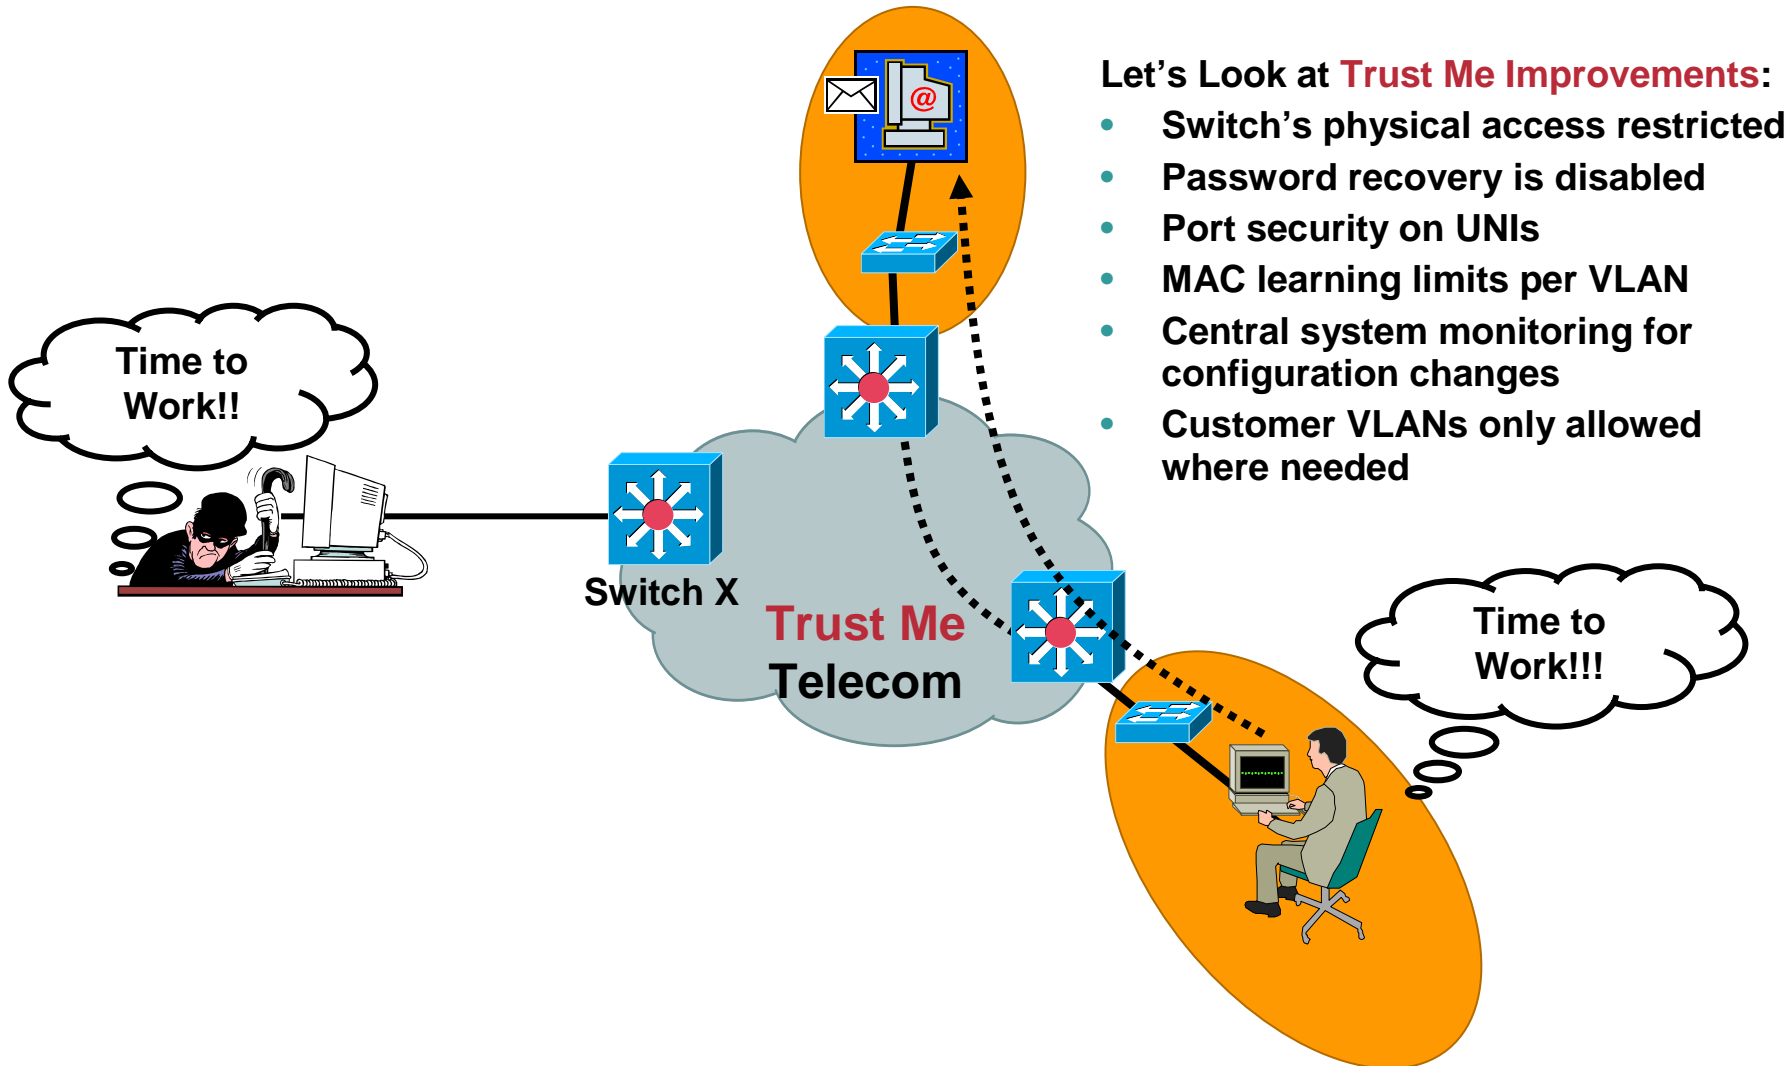 Let's Look at Trust Me Improvements:
• Switch's physical access restricted
• Password recovery is disabled
• Port security on UNIs
• MAC learning limits per VLAN
• Central system monitoring for
configuration changes
• Customer VLANs only allowed
where needed
@
Time to
Work!!
Switch X
Trust Me
Telecom
Time to
Work!!!